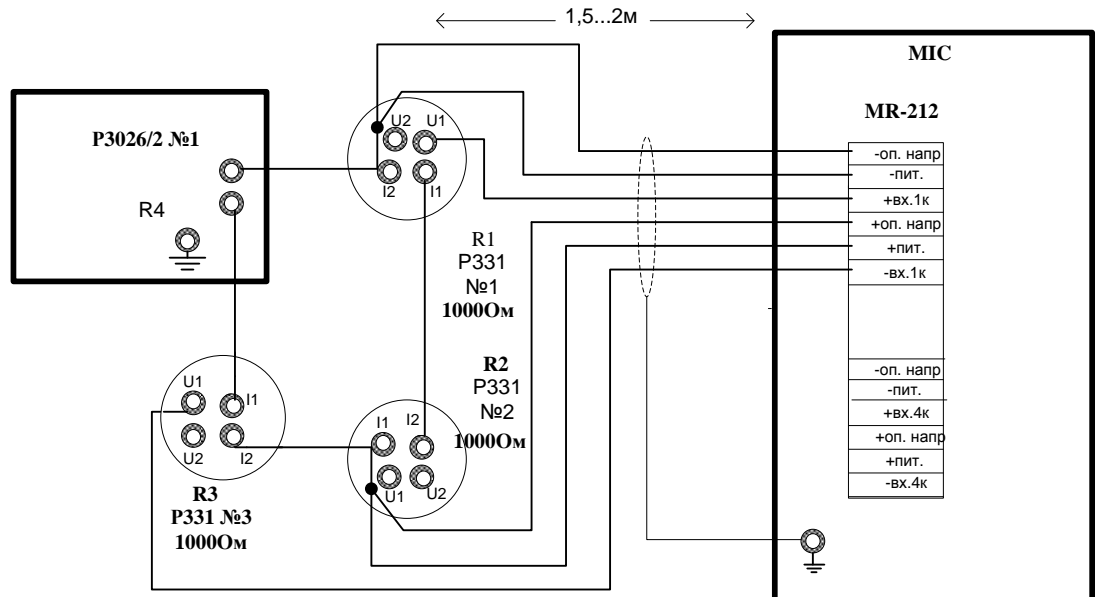 1,5...2м
MIC
MR-212
Р3026/2 №1
R4
U2
U1
I2
I1
-оп. напр
-пит.
+вх.1к
+оп. напр
+пит.
-вх.1к
R1
Р331
№1
1000Ом
R2
Р331
№2
1000Ом
U1
I1
U2
I2
R3
Р331 №3
1000Ом
I1
I2
U1
U2
-оп. напр
-пит.
+вх.4к
+оп. напр
+пит.
-вх.4к